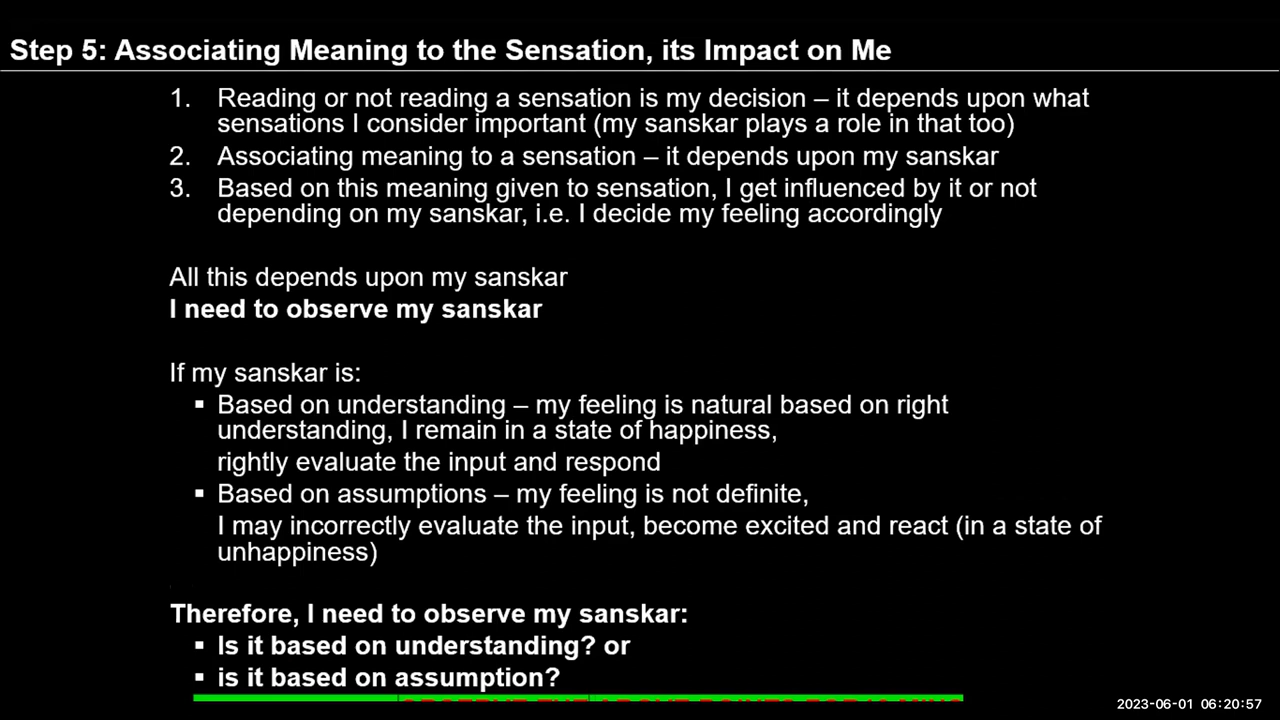 Step 5: Associating Meaning to the Sensation, its Impact on Me
1. Reading or not reading a sensation is my decision – it depends upon what
sensations I consider important (my sanskar plays a role in that too)
2. Associating meaning to a sensation – it depends upon my sanskar
3. Based on this meaning given to sensation, I get influenced by it or not
depending on my sanskar, i.e. I decide my feeling accordingly
All this depends upon my sanskar
I need to observe my sanskar
If my sanskar is:
▪ Based on understanding – my feeling is natural based on right
understanding, I remain in a state of happiness,
rightly evaluate the input and respond
▪ Based on assumptions – my feeling is not definite,
I may incorrectly evaluate the input, become excited and react (in a state of
unhappiness)
Therefore, I need to observe my sanskar:
▪ Is it based on understanding? or
▪ is it based on assumption?
2023-06-01 06:20:57